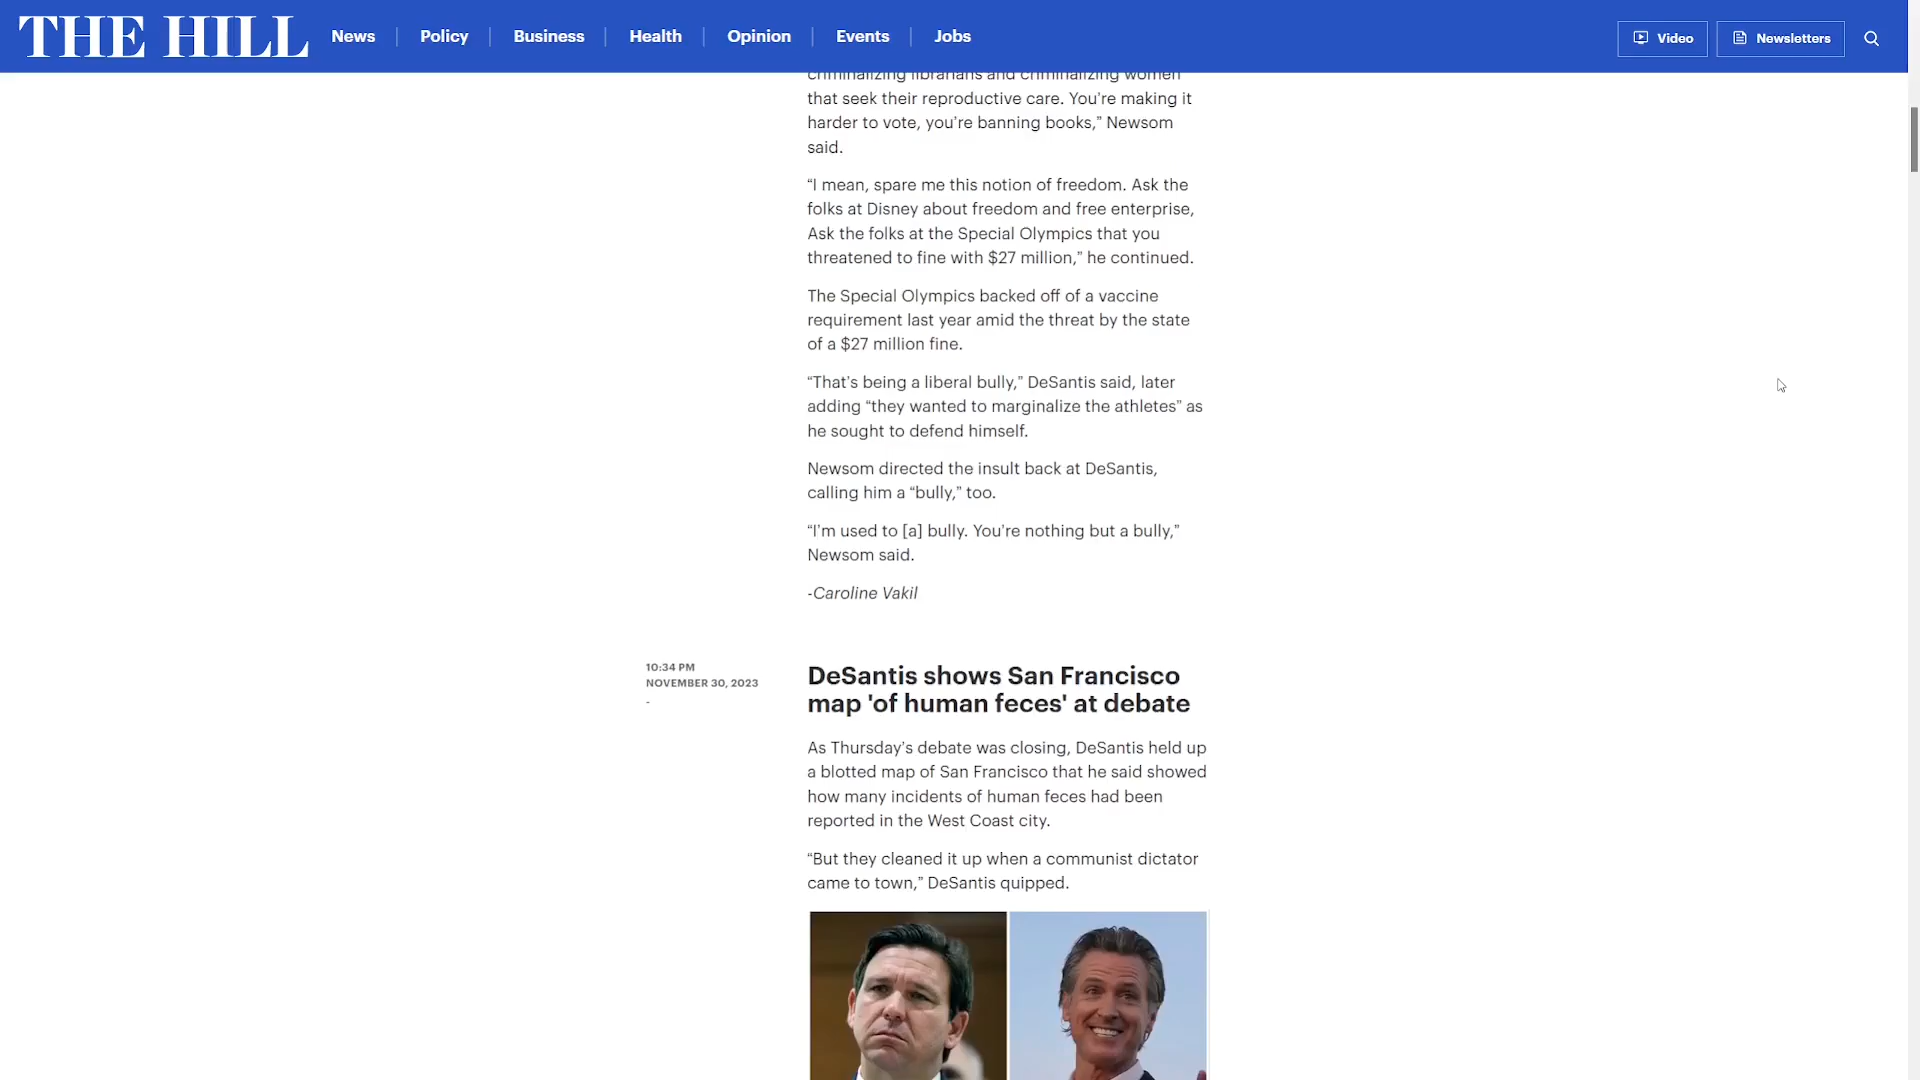 THE HILL
News
Policy
Business
Health
Opinion
Events
Jobs
Video
Newsletters
criminalizing librarians and criminalizing women
that seek their reproductive care. You’re making it
harder to vote, you’re banning books,” Newsom
said.
“I mean, spare me this notion of freedom. Ask the
folks at Disney about freedom and free enterprise,
Ask the folks at the Special Olympics that you
threatened to fine with $27 million,” he continued.
The Special Olympics backed off of a vaccine
requirement last year amid the threat by the state
of a $27 million fine.
“That’s being a liberal bully,” DeSantis said, later
adding “they wanted to marginalize the athletes” as
he sought to defend himself.
Newsom directed the insult back at DeSantis,
calling him a “bully,” too.
“I’m used to [a] bully. You’re nothing but a bully,”
Newsom said.
-Caroline Vakil
10:34 PM
NOVEMBER 30, 2023
-
DeSantis shows San Francisco
map 'of human feces' at debate
As Thursday’s debate was closing, DeSantis held up
a blotted map of San Francisco that he said showed
how many incidents of human feces had been
reported in the West Coast city.
“But they cleaned it up when a communist dictator
came to town,” DeSantis quipped.